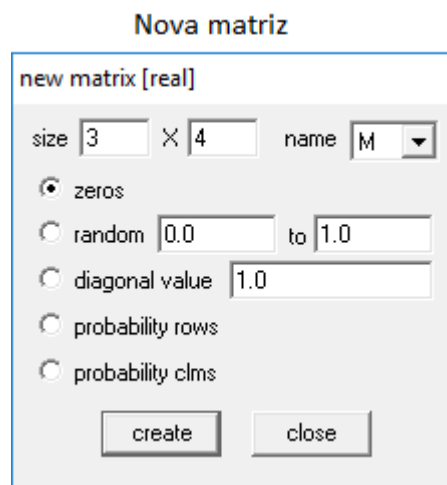 Nova matriz
new matrix [real]
size 3 X 4 name M
zeros
random 0.0 to 1.0
diagonal value 1.0
probability rows
probability clms
create close